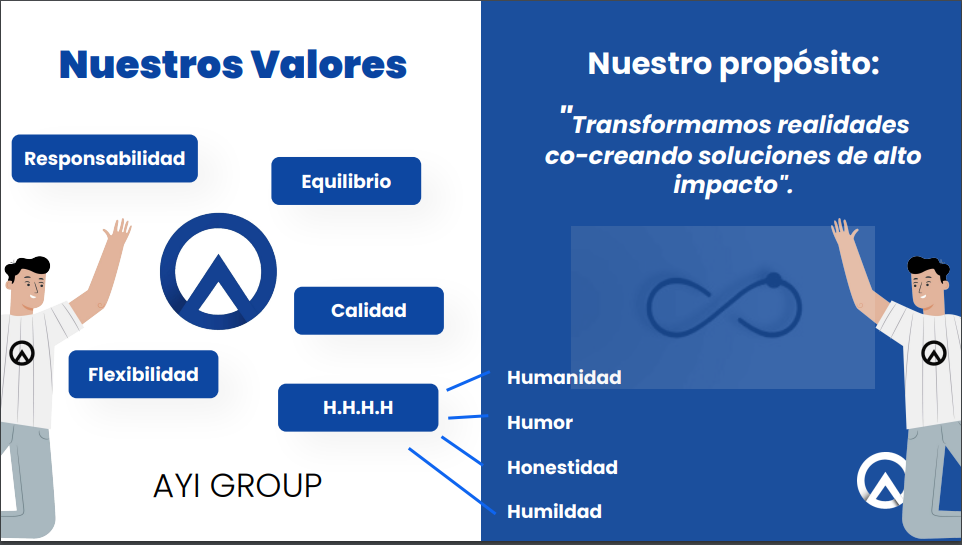 Nuestros Valores
Responsabilidad
Equilibrio
Calidad
Flexibilidad
H.H.H.H
AYI GROUP
Nuestro propósito:
"Transformamos realidades
co-creando soluciones de alto
impacto".
Humanidad
Humor
Honestidad
Humildad